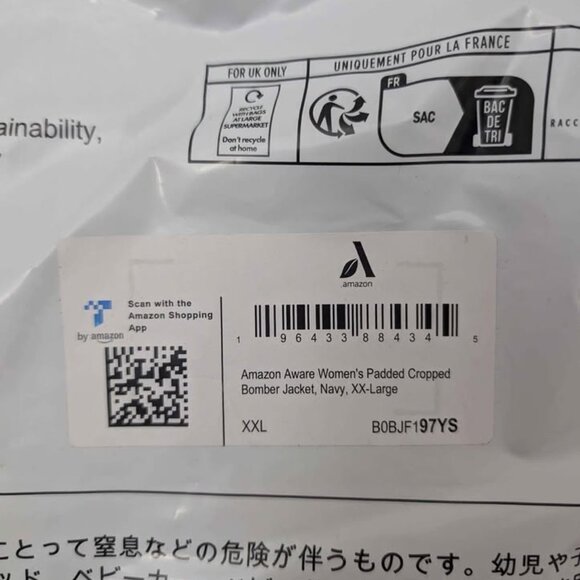 FOR UK ONLY
UNIQUEMENT POUR LA FRANCE
RECYCLE
WITH BAGS
AT LARGE
SUPERMARKET
Don't recycle
at home
FR
SAC
BAC
DE
TRI
RACC
ainability,
amazon
Scan with the
Amazon Shopping
App
by amazon
1 96433 88434 5
Amazon Aware Women's Padded Cropped
Bomber Jacket, Navy, XX-Large
XXL B0BJF197YS
ことって窒息などの危険が伴うものです。幼児や子
ッド、ベビーカ